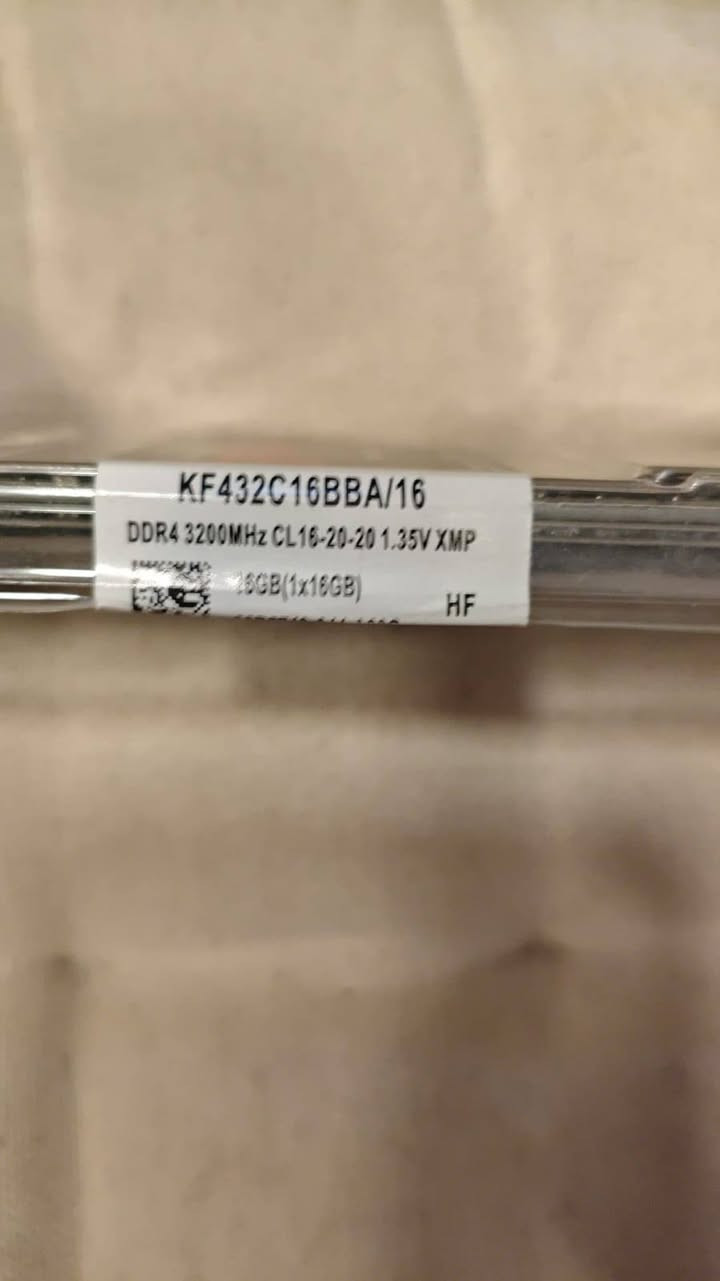 KF432C16BBA/16
DDR4 3200MHz CL16-20-20 1.35V XMP
16GB(1x16GB)
HF